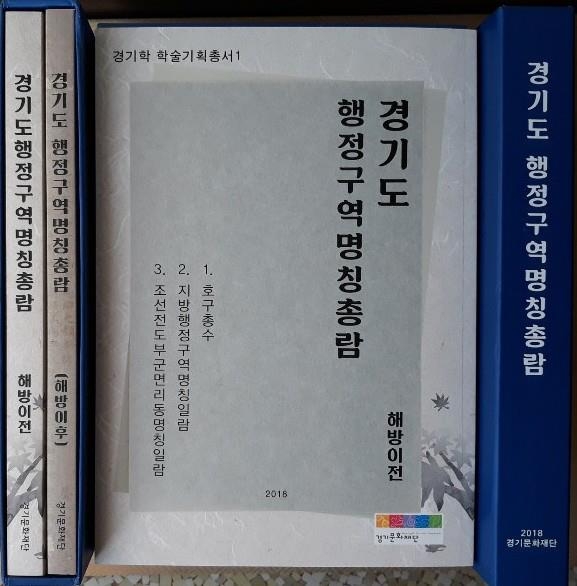 경기도행정구역명칭총람
해방이전
경기문화재단
경기도 행정구역명칭총람
(해방이후)
경기문화재단
경기학 학술기획총서1
경기도
행정구역명칭총람
해방이전
1. 호구총수
2. 지방행정구역명칭일람
3. 조선전도부군면리동명칭일람
2018
경기문화재단
경기도 행정구역명칭총람
2018
경기문화재단